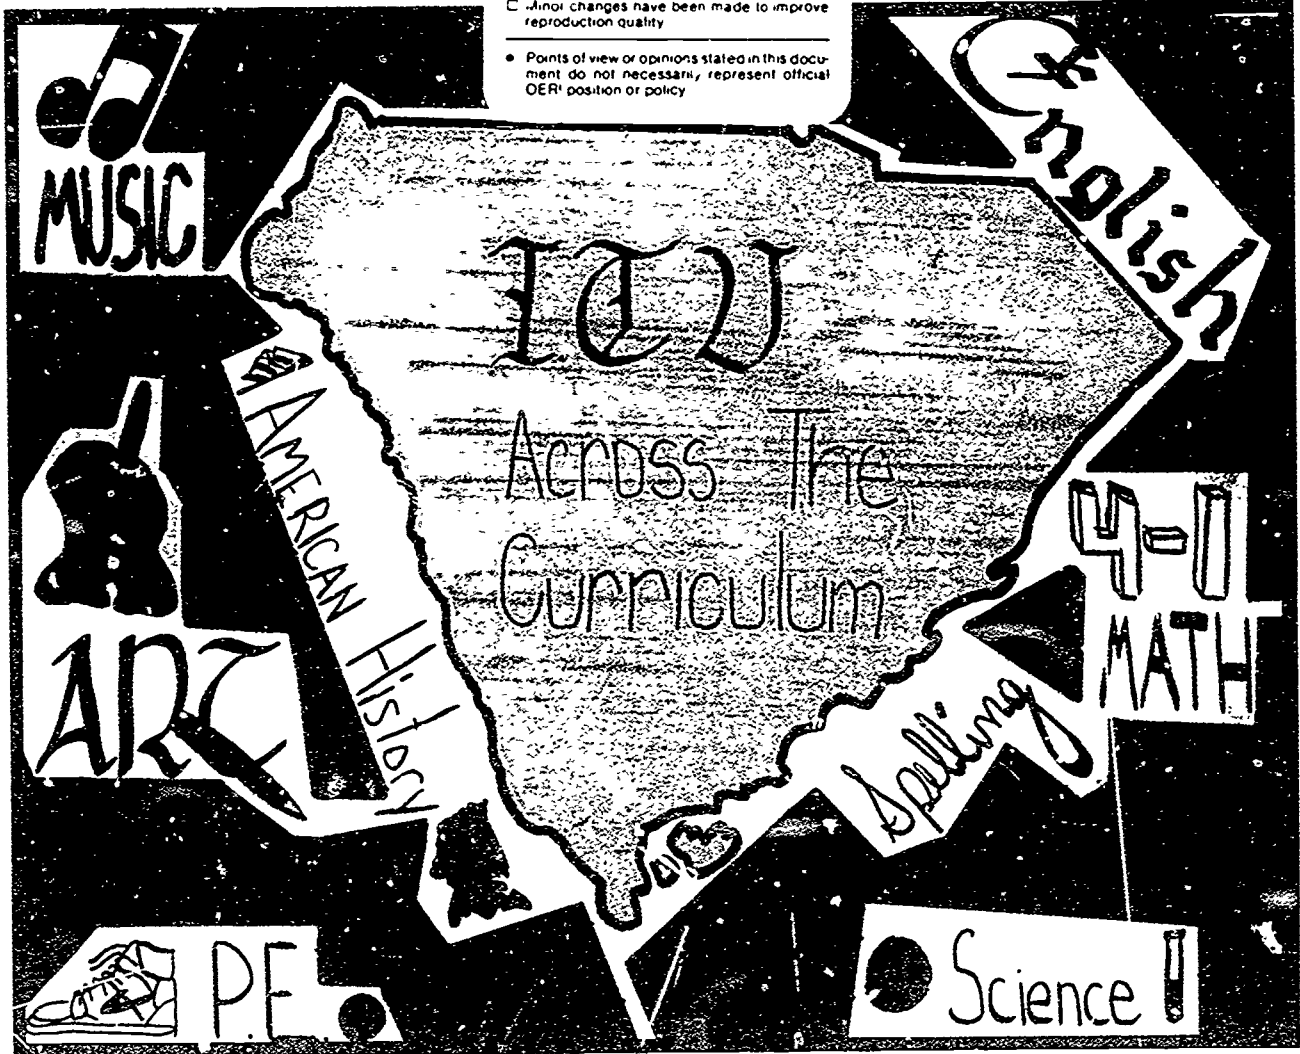 Minor changes have been made to improve
reproduction quality
• Points of view or opinions stated in this docu-
ment do not necessarily represent official
OERI position or policy
MUSIC
English
ITV
Across The
Curriculum
American History
4-1
MATH
ART
Spelling
P.E.
Science